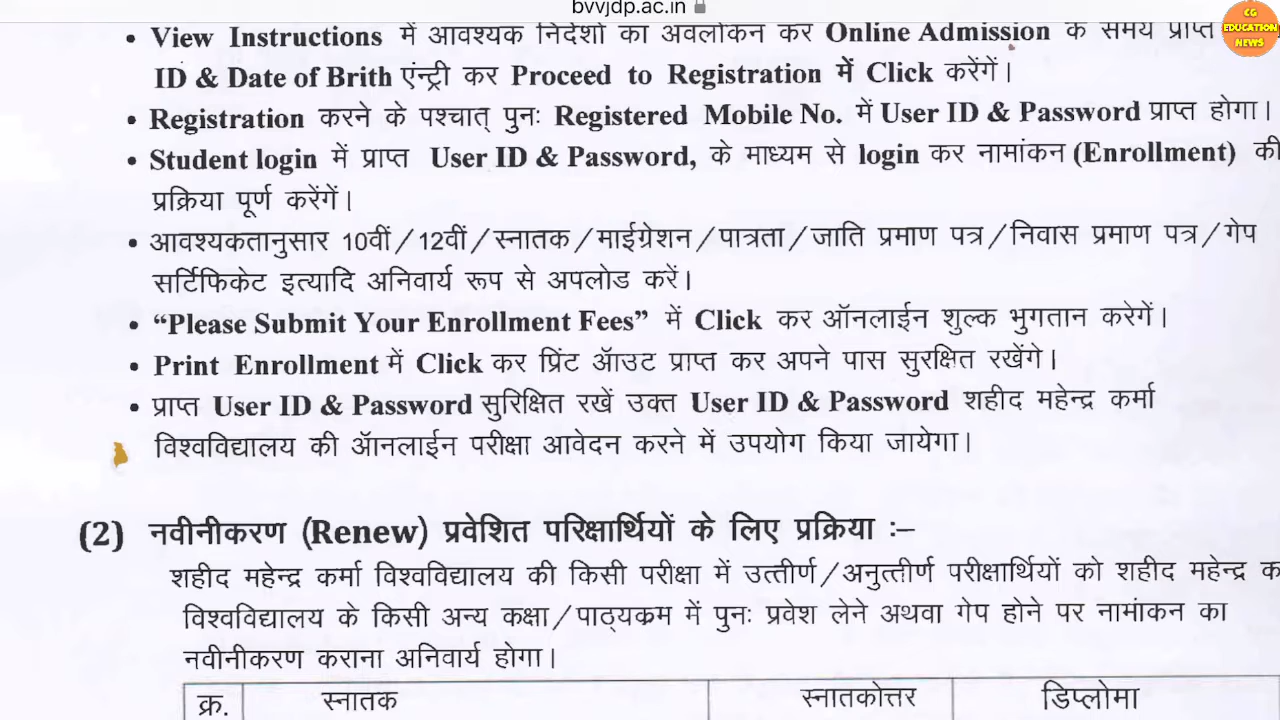 bvvjdp.ac.in
CG
EDUCATION
NEWS
• View Instructions में आवश्यक निर्देशों का अवलोकन कर Online Admission के समय प्राप्त
ID & Date of Brith एंन्ट्री कर Proceed to Registration में Click करेंगें।
• Registration करने के पश्चात् पुनः Registered Mobile No. में User ID & Password प्राप्त होगा।
• Student login में प्राप्त User ID & Password, के माध्यम से login कर नामांकन (Enrollment) की
प्रक्रिया पूर्ण करेंगें।
• आवश्यकतानुसार 10वीं/12वीं/स्नातक/माईग्रेशन/पात्रता/जाति प्रमाण पत्र/निवास प्रमाण पत्र/गेप
सर्टिफिकेट इत्यादि अनिवार्य रूप से अपलोड करें।
• “Please Submit Your Enrollment Fees” में Click कर ऑनलाईन शुल्क भुगतान करेगें।
• Print Enrollment में Click कर प्रिंट ऑउट प्राप्त कर अपने पास सुरक्षित रखेंगे।
• प्राप्त User ID & Password सुरिक्षित रखें उक्त User ID & Password शहीद महेन्द्र कर्मा
विश्वविद्यालय की ऑनलाईन परीक्षा आवेदन करने में उपयोग किया जायेगा।
(2) नवीनीकरण (Renew) प्रवेशित परिक्षार्थियों के लिए प्रक्रिया :–
शहीद महेन्द्र कर्मा विश्वविद्यालय की किसी परीक्षा में उत्तीर्ण/अनुत्तीर्ण परीक्षार्थियों को शहीद महेन्द्र क
विश्वविद्यालय के किसी अन्य कक्षा/पाठ्यकम में पुनः प्रवेश लेने अथवा गेप होने पर नामांकन का
नवीनीकरण कराना अनिवार्य होगा।
क्र. स्नातक स्नातकोत्तर डिप्लोमा